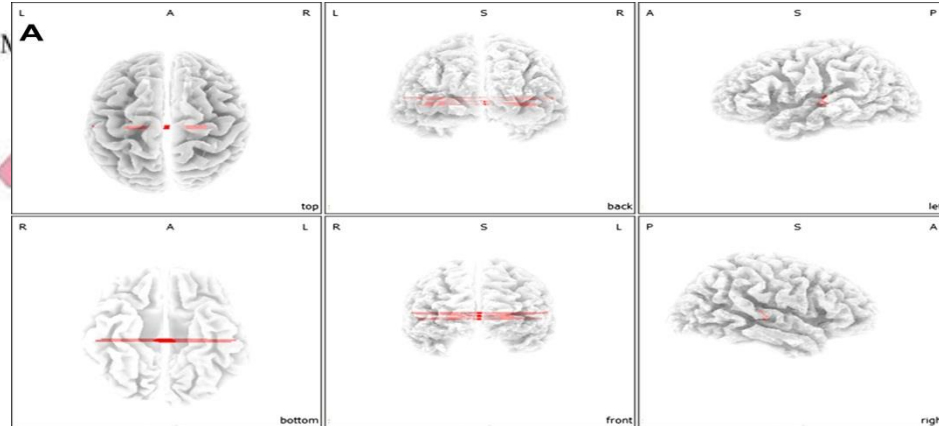 L A R
A
top
L S R
back
A S P
R A L
bottom
R S L
front
P S A